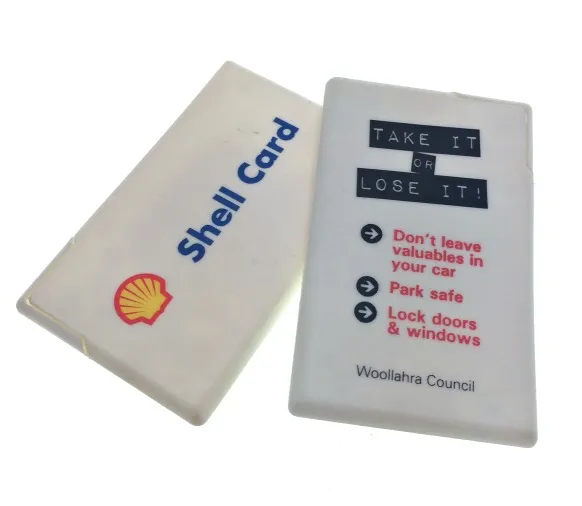 Shell Card
TAKE IT
OR
LOSE IT!
Don't leave
valuables in
your car
Park safe
Lock doors
& windows
Woollahra Council